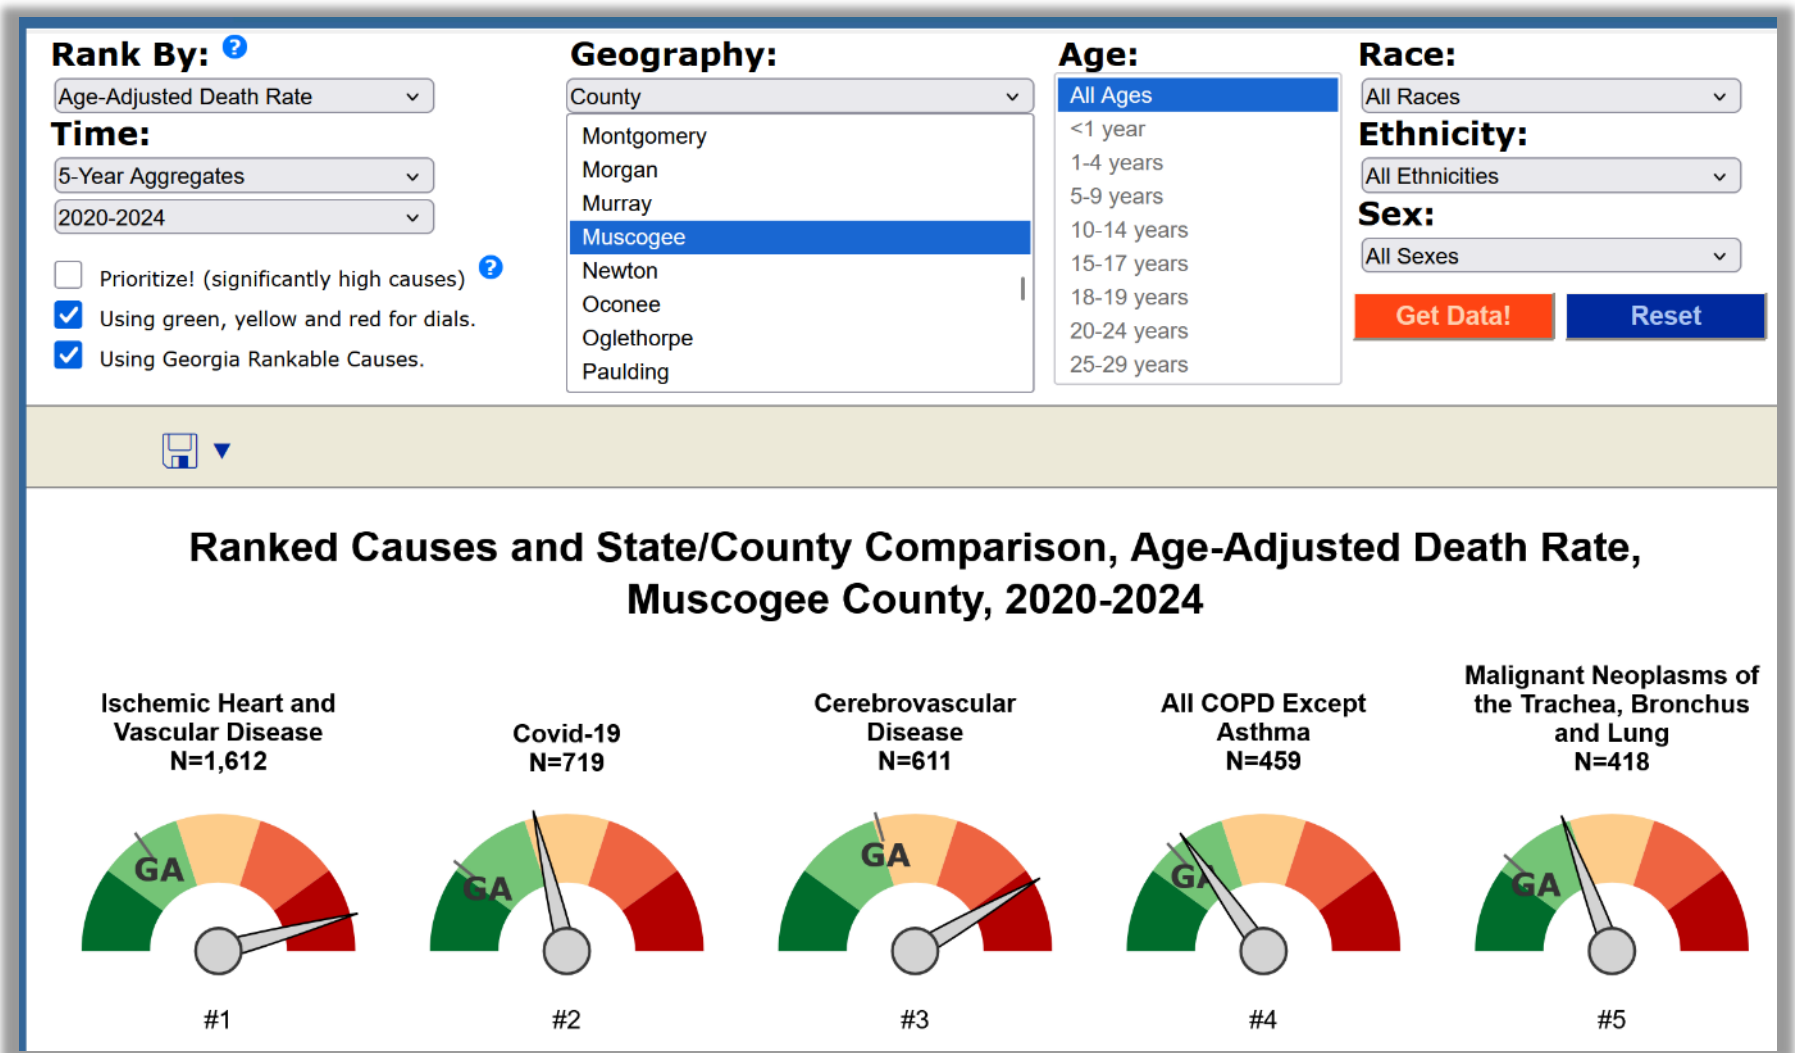 Rank By: ?
Age-Adjusted Death Rate
Time:
5-Year Aggregates
2020-2024
Prioritize! (significantly high causes) ?
Using green, yellow and red for dials.
Using Georgia Rankable Causes.
Geography:
County
Montgomery
Morgan
Murray
Muscogee
Newton
Oconee
Oglethorpe
Paulding
Age:
All Ages
<1 year
1-4 years
5-9 years
10-14 years
15-17 years
18-19 years
20-24 years
25-29 years
Race:
All Races
Ethnicity:
All Ethnicities
Sex:
All Sexes
Get Data!
Reset
Ranked Causes and State/County Comparison, Age-Adjusted Death Rate,
Muscogee County, 2020-2024
Ischemic Heart and
Vascular Disease
N=1,612
GA
#1
Covid-19
N=719
GA
#2
Cerebrovascular
Disease
N=611
GA
#3
All COPD Except
Asthma
N=459
GA
#4
Malignant Neoplasms of
the Trachea, Bronchus
and Lung
N=418
GA
#5